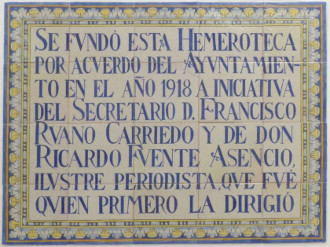 SE FVNDÓ ESTA HEMEROTECA
POR ACVERDO DEL AYVNTAMIEN-
TO EN EL AÑO 1918 A INICIATIVA
DEL SECRETARIO D. FRANCISCO
RVANO CARRIEDO Y DE DON
RICARDO FVENTE ASENCIO,
ILVSTRE PERIODISTA, QVE FVÉ
QVIEN PRIMERO LA DIRIGIÓ